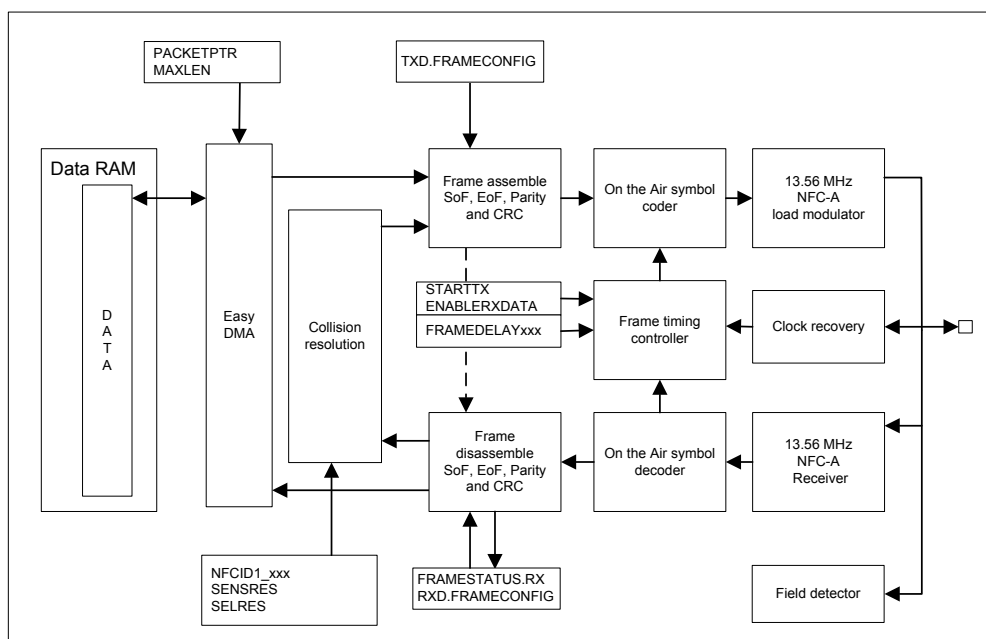 PACKETPTR
MAXLEN
TXD.FRAMECONFIG
Data RAM
D
A
T
A
Easy
DMA
Collision
resolution
Frame assemble
SoF, EoF, Parity
and CRC
On the Air symbol
coder
13.56 MHz
NFC-A
load modulator
STARTTX
ENABLERXDATA
FRAMEDELAYxxx
Frame timing
controller
Clock recovery
Frame
disassemble
SoF, EoF, Parity
and CRC
On the Air symbol
decoder
13.56 MHz
NFC-A
Receiver
NFCID1_xxx
SENSRES
SELRES
FRAMESTATUS.RX
RXD.FRAMECONFIG
Field detector